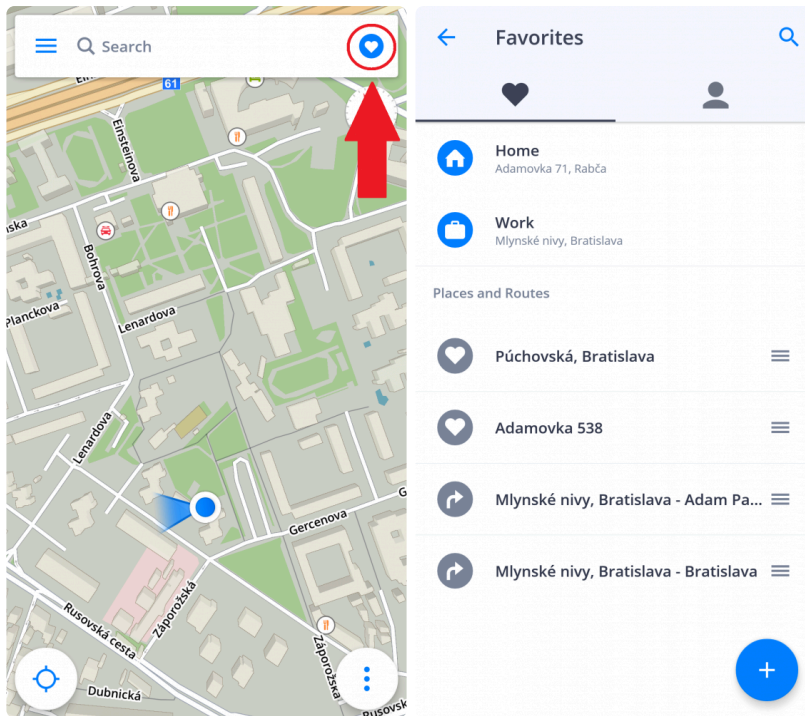 Search
61
Einsteinova
Bohrova
Planckova
Lenardova
Lenardova
Gercenova
Záporožská
Rusovská cesta
Záporožská
Dubnická
Favorites
Home
Adamovka 71, Rabča
Work
Mlynské nivy, Bratislava
Places and Routes
Púchovská, Bratislava
Adamovka 538
Mlynské nivy, Bratislava - Adam Pa...
Mlynské nivy, Bratislava - Bratislava